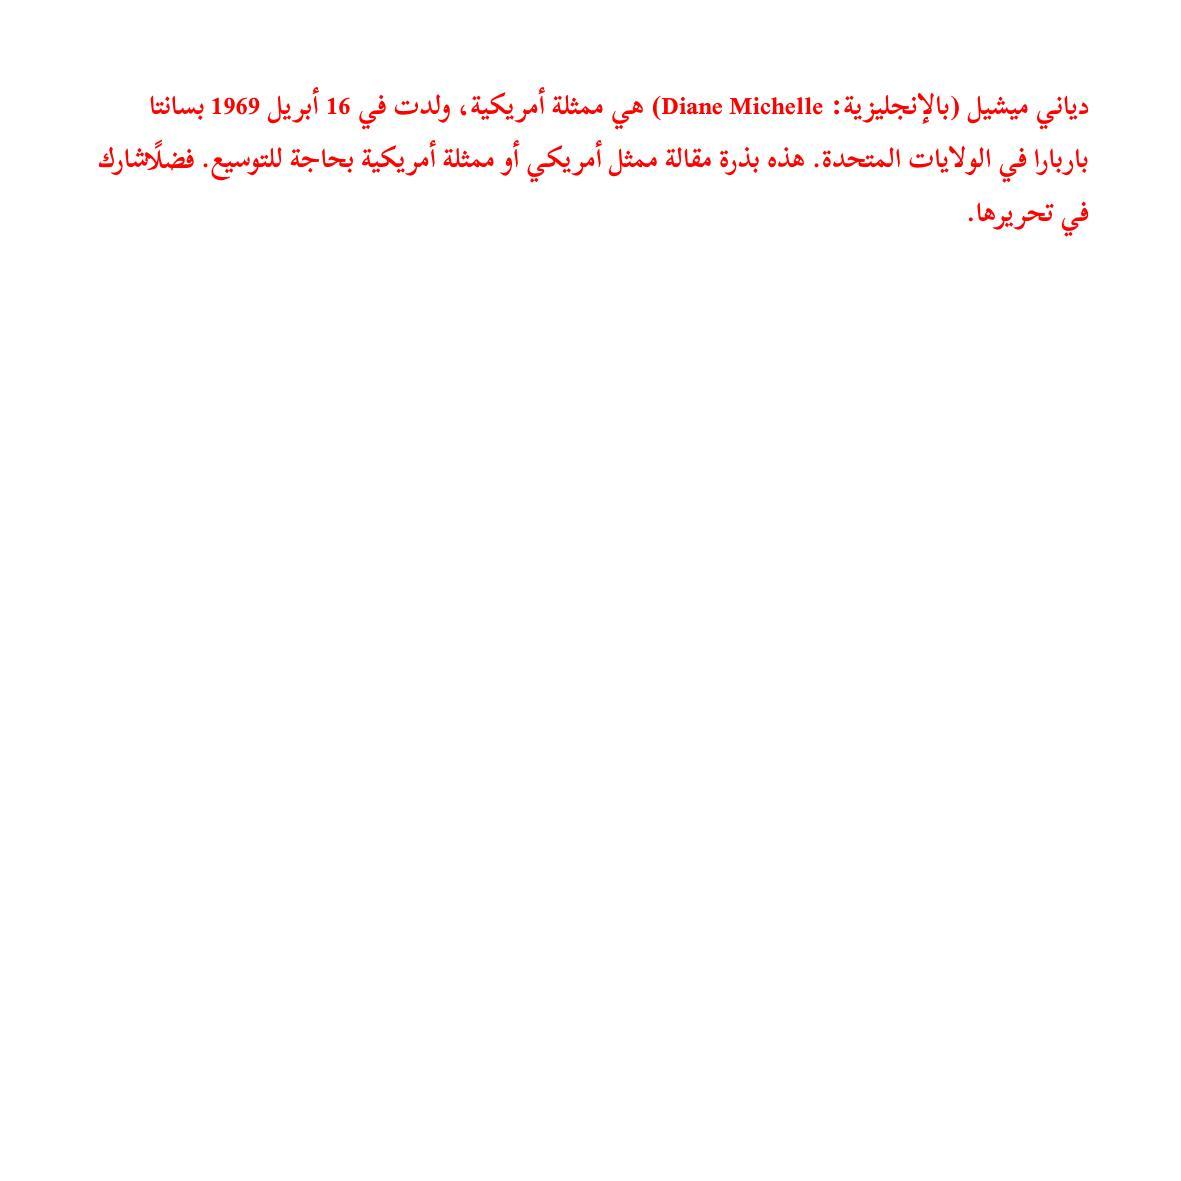 دياني ميشيل (بالإنجليزية: Diane Michelle) هي ممثلة أمريكية، ولدت في 16 أبريل 1969 بسانتا
باربارا في الولايات المتحدة. هذه بذرة مقالة ممثل أمريكي أو ممثلة أمريكية بحاجة للتوسيع. فضلًاشارك
في تحريرها.